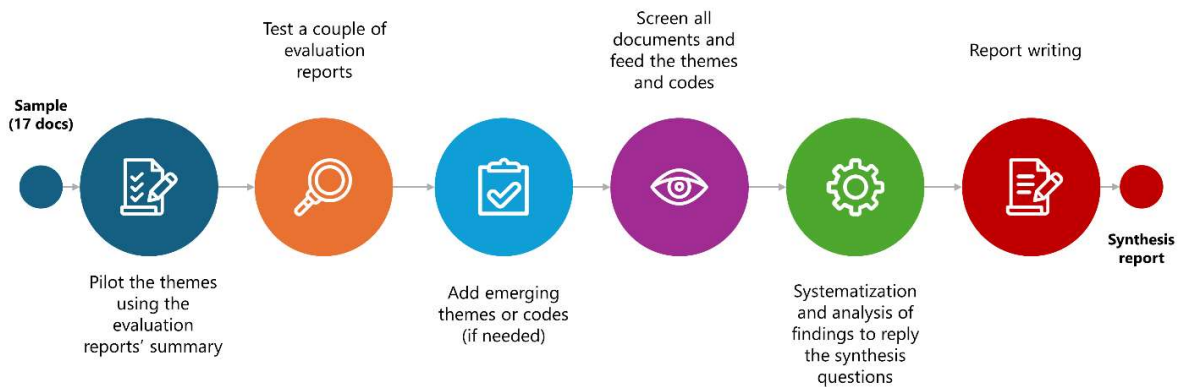 Sample
(17 docs)
Pilot the themes
using the
evaluation
reports’ summary
Test a couple of
evaluation
reports
Add emerging
themes or codes
(if needed)
Screen all
documents and
feed the themes
and codes
Systematization
and analysis of
findings to reply
the synthesis
questions
Report writing
Synthesis
report